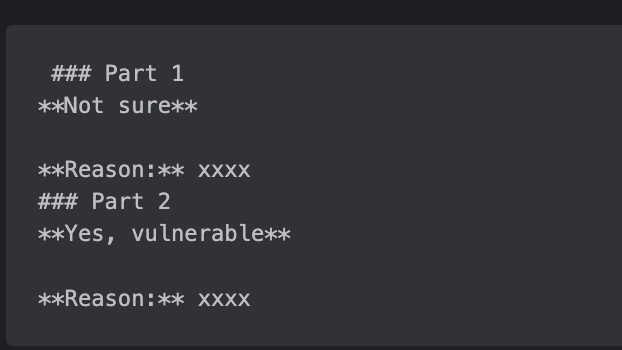 ### Part 1
**Not sure**
**Reason:** xxxx
### Part 2
**Yes, vulnerable**
**Reason:** xxxx